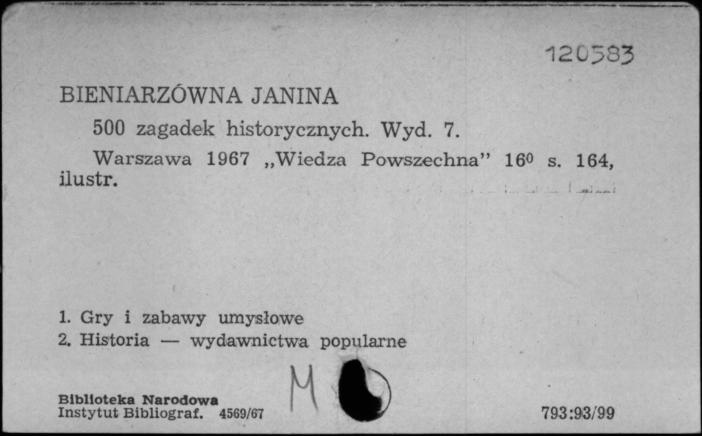 120583
BIENIARZÓWNA JANINA
500 zagadek historycznych. Wyd. 7.
Warszawa 1967 „Wiedza Powszechna” 16⁰ s. 164,
ilustr.
1. Gry i zabawy umysłowe
2. Historia — wydawnictwa popularne
M
Biblioteka Narodowa
Instytut Bibliograf. 4569/67 793:93/99